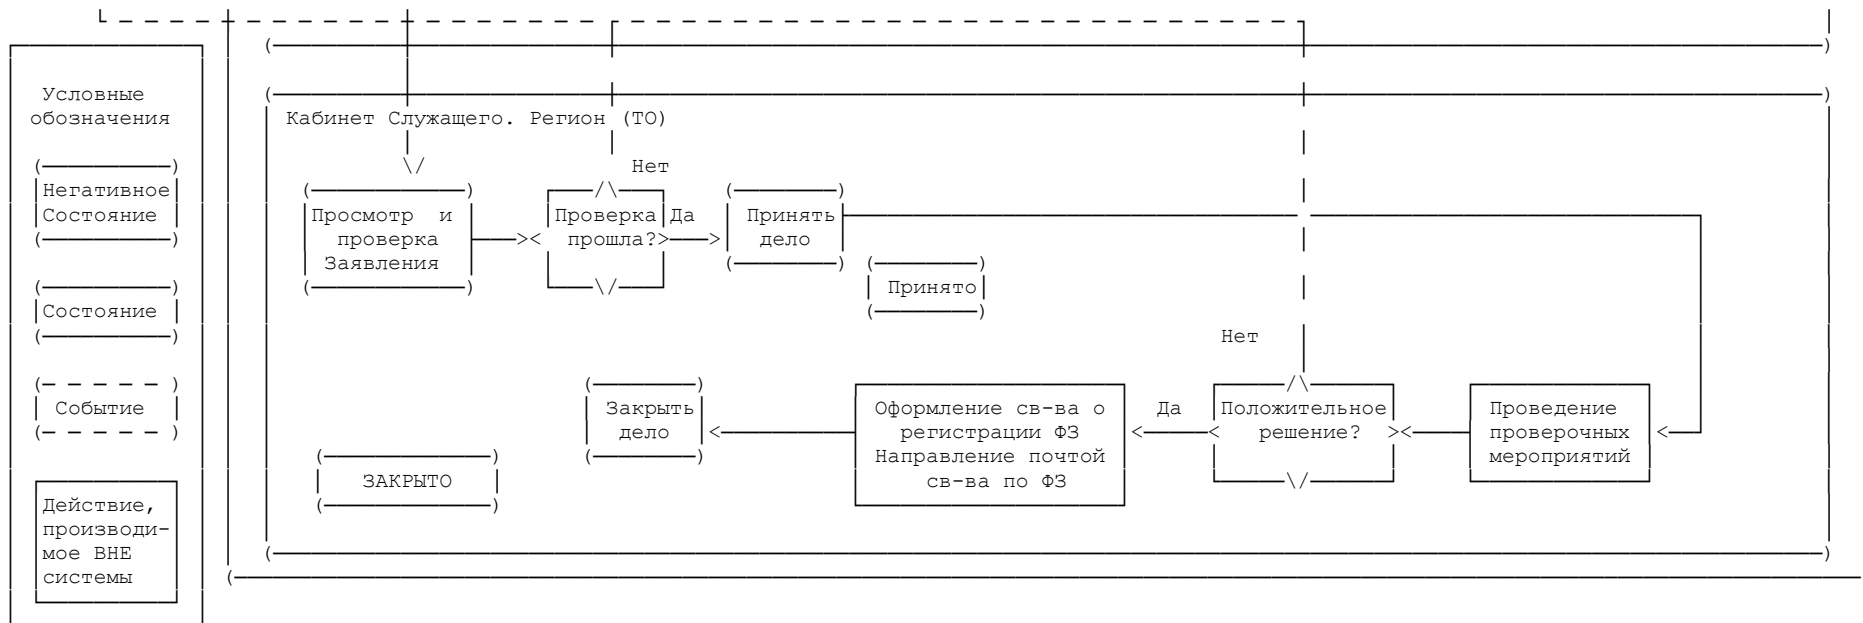 Условные
обозначения
Негативное
Состояние
Состояние
Событие
Действие,
производи-
мое ВНЕ
системы
Кабинет Служащего. Регион (ТО)
Просмотр и
проверка
Заявления
Проверка
прошла?
Нет
Да
Принять
дело
Принято
Проведение
проверочных
мероприятий
Положительное
решение?
Нет
Да
Оформление св-ва о
регистрации ФЗ
Направление почтой
св-ва по ФЗ
Закрыть
дело
ЗАКРЫТО